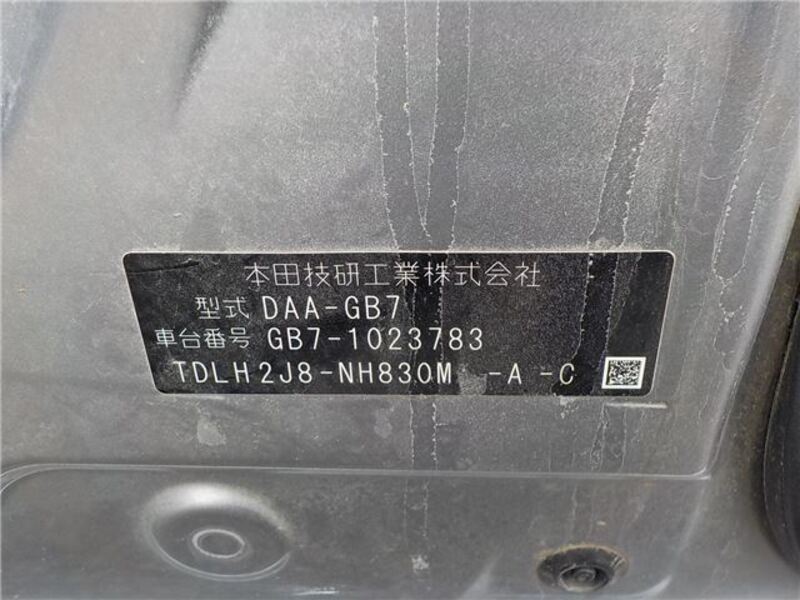 本田技研工業株式会社
型式 DAA-GB7
車台番号 GB7-1023783
TDLH2J8-NH830M -A -C